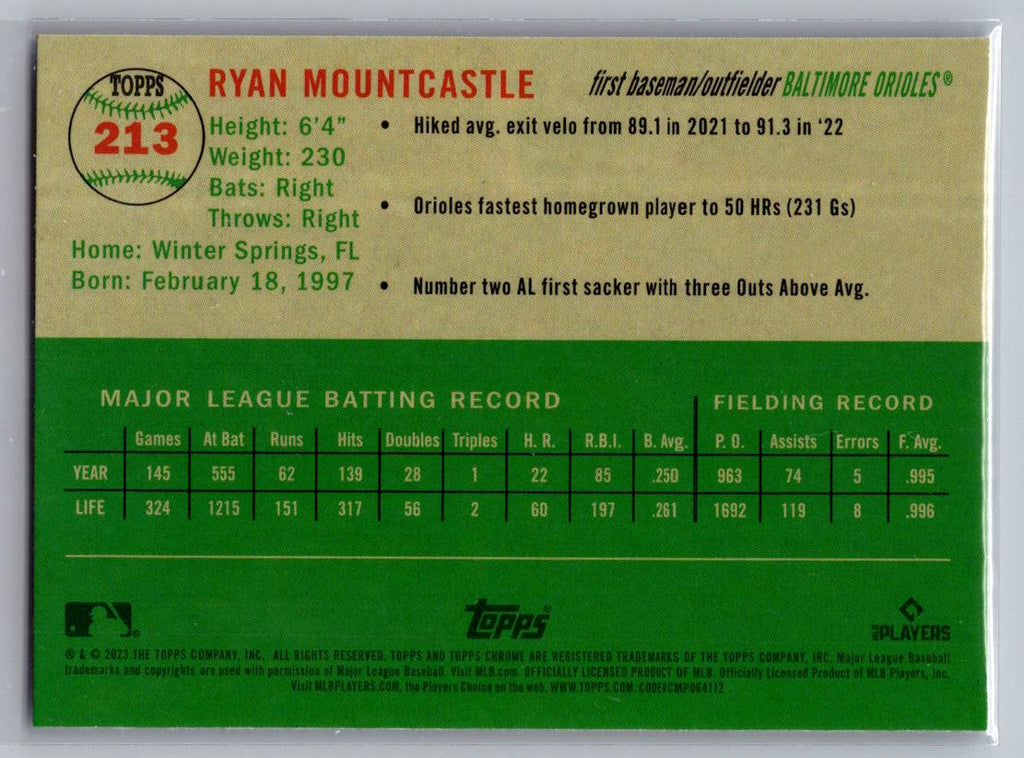 TOPPS
213
RYAN MOUNTCASTLE
first baseman/outfielder BALTIMORE ORIOLES®
Height: 6'4"
Weight: 230
Bats: Right
Throws: Right
Home: Winter Springs, FL
Born: February 18, 1997
• Hiked avg. exit velo from 89.1 in 2021 to 91.3 in '22
• Orioles fastest homegrown player to 50 HRs (231 Gs)
• Number two AL first sacker with three Outs Above Avg.
MAJOR LEAGUE BATTING RECORD FIELDING RECORD
Games At Bat Runs Hits Doubles Triples H. R. R.B.I. B. Avg. P. O. Assists Errors F. Avg.
YEAR 145 555 62 139 28 1 22 85 .250 963 74 5 .995
LIFE 324 1215 151 317 56 2 60 197 .261 1692 119 8 .996
Topps®
MLB PLAYERS
® & © 2023 THE TOPPS COMPANY, INC. ALL RIGHTS RESERVED. TOPPS AND TOPPS CHROME ARE REGISTERED TRADEMARKS OF THE TOPPS COMPANY, INC. Major League Baseball
trademarks and copyrights are used with permission of Major League Baseball. Visit MLB.com. OFFICIALLY LICENSED PRODUCT OF MLB. Officially Licensed Product of MLB Players, Inc.
Visit MLBPLAYERS.COM, the Players Choice on the web. WWW.TOPPS.COM CODE#CMP064112